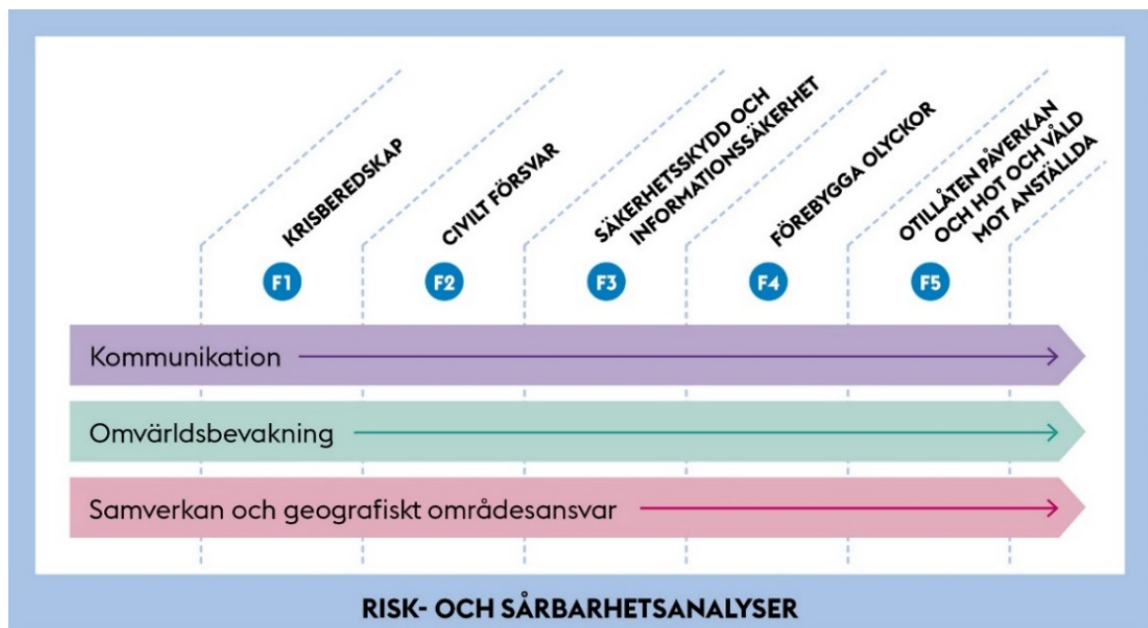 KRISBEREDSKAP
CIVILT FÖRSVAR
SÄKERHETSSKYDD OCH
INFORMATIONSSÄKERHET
FÖREBYGGA OLYCKOR
OTILLÅTEN PÅVERKAN
OCH HOT OCH VÅLD
MOT ANSTÄLLDA
F1
F2
F3
F4
F5
Kommunikation
Omvärldsbevakning
Samverkan och geografiskt områdesansvar
RISK- OCH SÅRBARHETSANALYSER